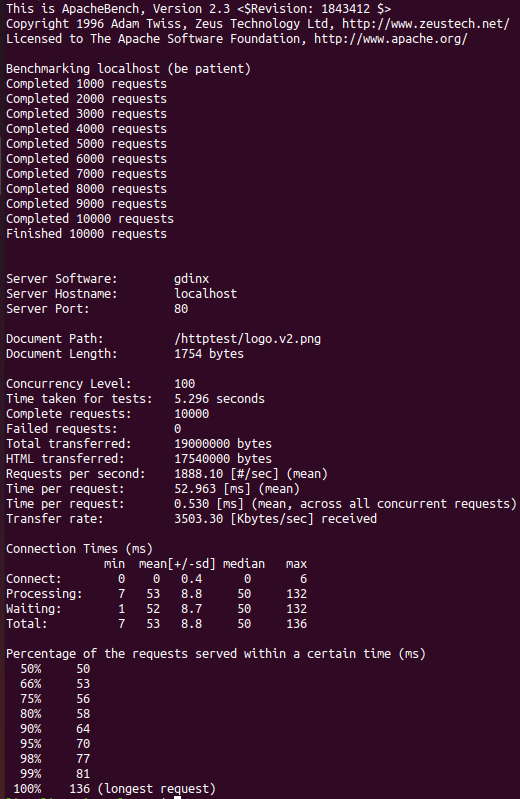 This is ApacheBench, Version 2.3 <$Revision: 1843412 $>
Copyright 1996 Adam Twiss, Zeus Technology Ltd, http://www.zeustech.net/
Licensed to The Apache Software Foundation, http://www.apache.org/

Benchmarking localhost (be patient)
Completed 1000 requests
Completed 2000 requests
Completed 3000 requests
Completed 4000 requests
Completed 5000 requests
Completed 6000 requests
Completed 7000 requests
Completed 8000 requests
Completed 9000 requests
Completed 10000 requests
Finished 10000 requests


Server Software:        gdinx
Server Hostname:        localhost
Server Port:            80

Document Path:          /httptest/logo.v2.png
Document Length:        1754 bytes

Concurrency Level:      100
Time taken for tests:   5.296 seconds
Complete requests:      10000
Failed requests:        0
Total transferred:      19000000 bytes
HTML transferred:       17540000 bytes
Requests per second:    1888.10 [#/sec] (mean)
Time per request:       52.963 [ms] (mean)
Time per request:       0.530 [ms] (mean, across all concurrent requests)
Transfer rate:          3503.30 [Kbytes/sec] received

Connection Times (ms)
              min  mean[+/-sd] median   max
Connect:        0    0   0.4      0       6
Processing:     7   53   8.8     50     132
Waiting:        1   52   8.7     50     132
Total:          7   53   8.8     50     136

Percentage of the requests served within a certain time (ms)
  50%     50
  66%     53
  75%     56
  80%     58
  90%     64
  95%     70
  98%     77
  99%     81
 100%    136 (longest request)